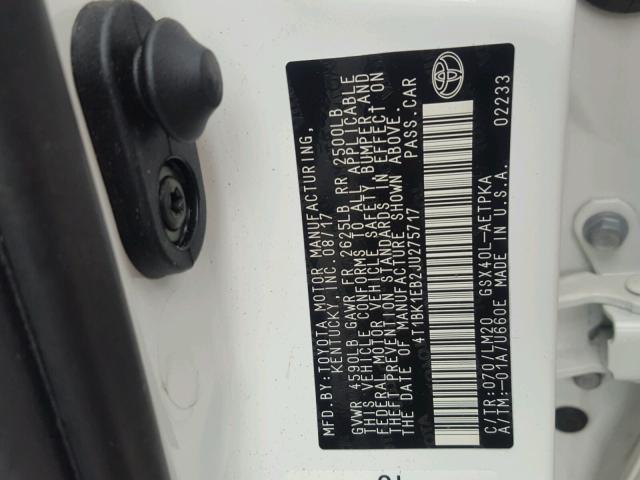 MFD. BY: TOYOTA MOTOR MANUFACTURING,
KENTUCKY, INC. 08/17
GVWR 4590LB GAWR FR 2625LB RR 2500LB
THIS VEHICLE CONFORMS TO ALL APPLICABLE
FEDERAL MOTOR VEHICLE SAFETY, BUMPER, AND
THEFT PREVENTION STANDARDS IN EFFECT ON
THE DATE OF MANUFACTURE SHOWN ABOVE.
4T1BK1EB2JU275717 PASS. CAR
C/TR: 070/LM20 GSX40L-AETPKA
A/TM: -01A/U660E MADE IN U.S.A.
02233